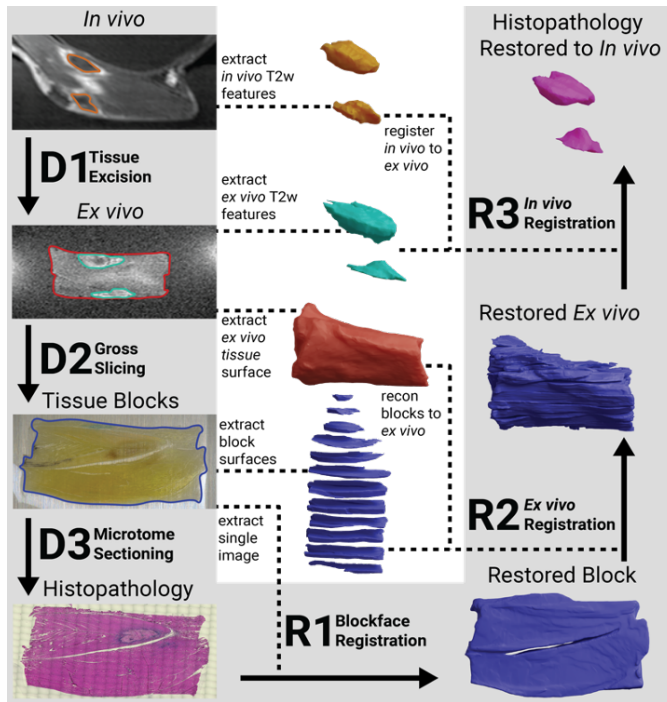 In vivo
extract
in vivo T2w
features
D1 Tissue
Excision
Ex vivo
extract
ex vivo T2w
features
register
in vivo to
ex vivo
Histopathology
Restored to In vivo
R3 In vivo
Registration
extract
ex vivo
tissue
surface
D2 Gross
Slicing
Tissue Blocks
extract
block
surfaces
recon
blocks to
ex vivo
Restored Ex vivo
R2 Ex vivo
Registration
D3 Microtome
Sectioning
extract
single
image
Histopathology
R1 Blockface
Registration
Restored Block